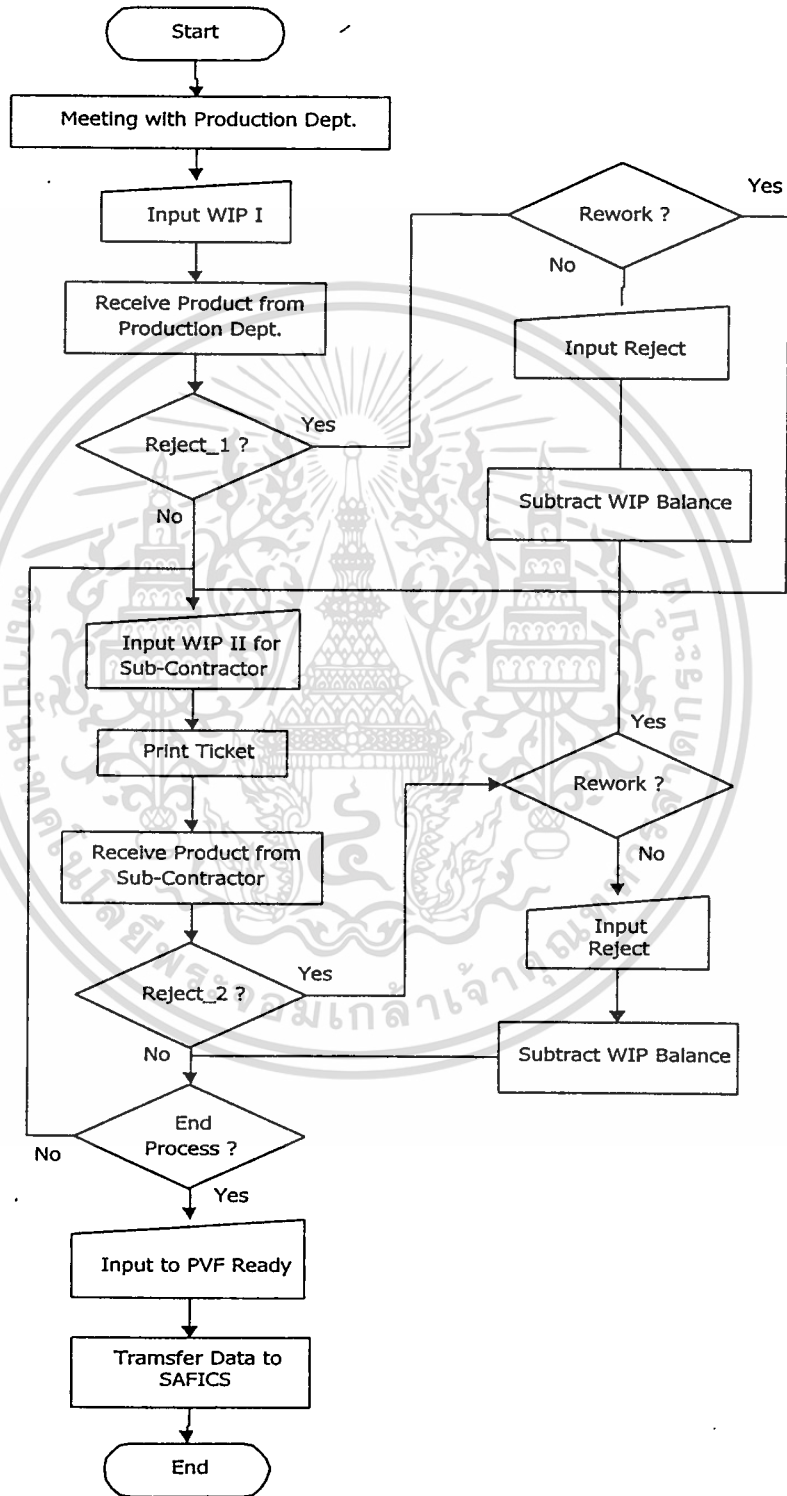 Start
Meeting with Production Dept.
Input WIP I
Receive Product from
Production Dept.
Reject_1 ?
Yes
No
Rework ?
Yes
No
Input Reject
Subtract WIP Balance
Input WIP II for
Sub-Contractor
Print Ticket
Receive Product from
Sub-Contractor
Reject_2 ?
Yes
No
Rework ?
Yes
No
Input
Reject
Subtract WIP Balance
End
Process ?
No
Yes
Input to PVF Ready
Tramsfer Data to
SAFICS
End